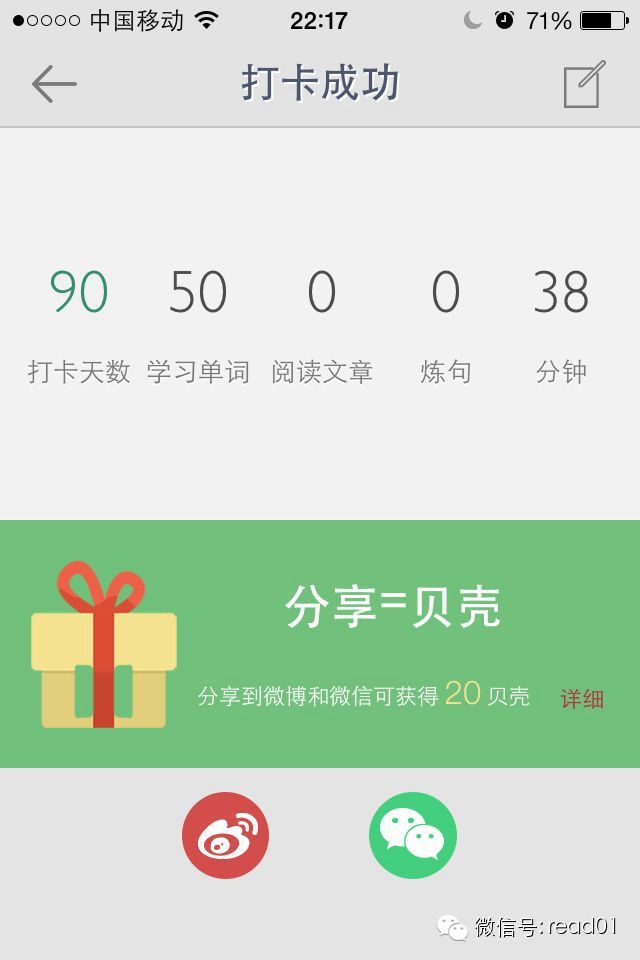 中国移动 22:17 71%
打卡成功
90 50 0 0 38
打卡天数 学习单词 阅读文章 炼句 分钟
分享=贝壳
分享到微博和微信可获得 20 贝壳 详细
微信号: read01